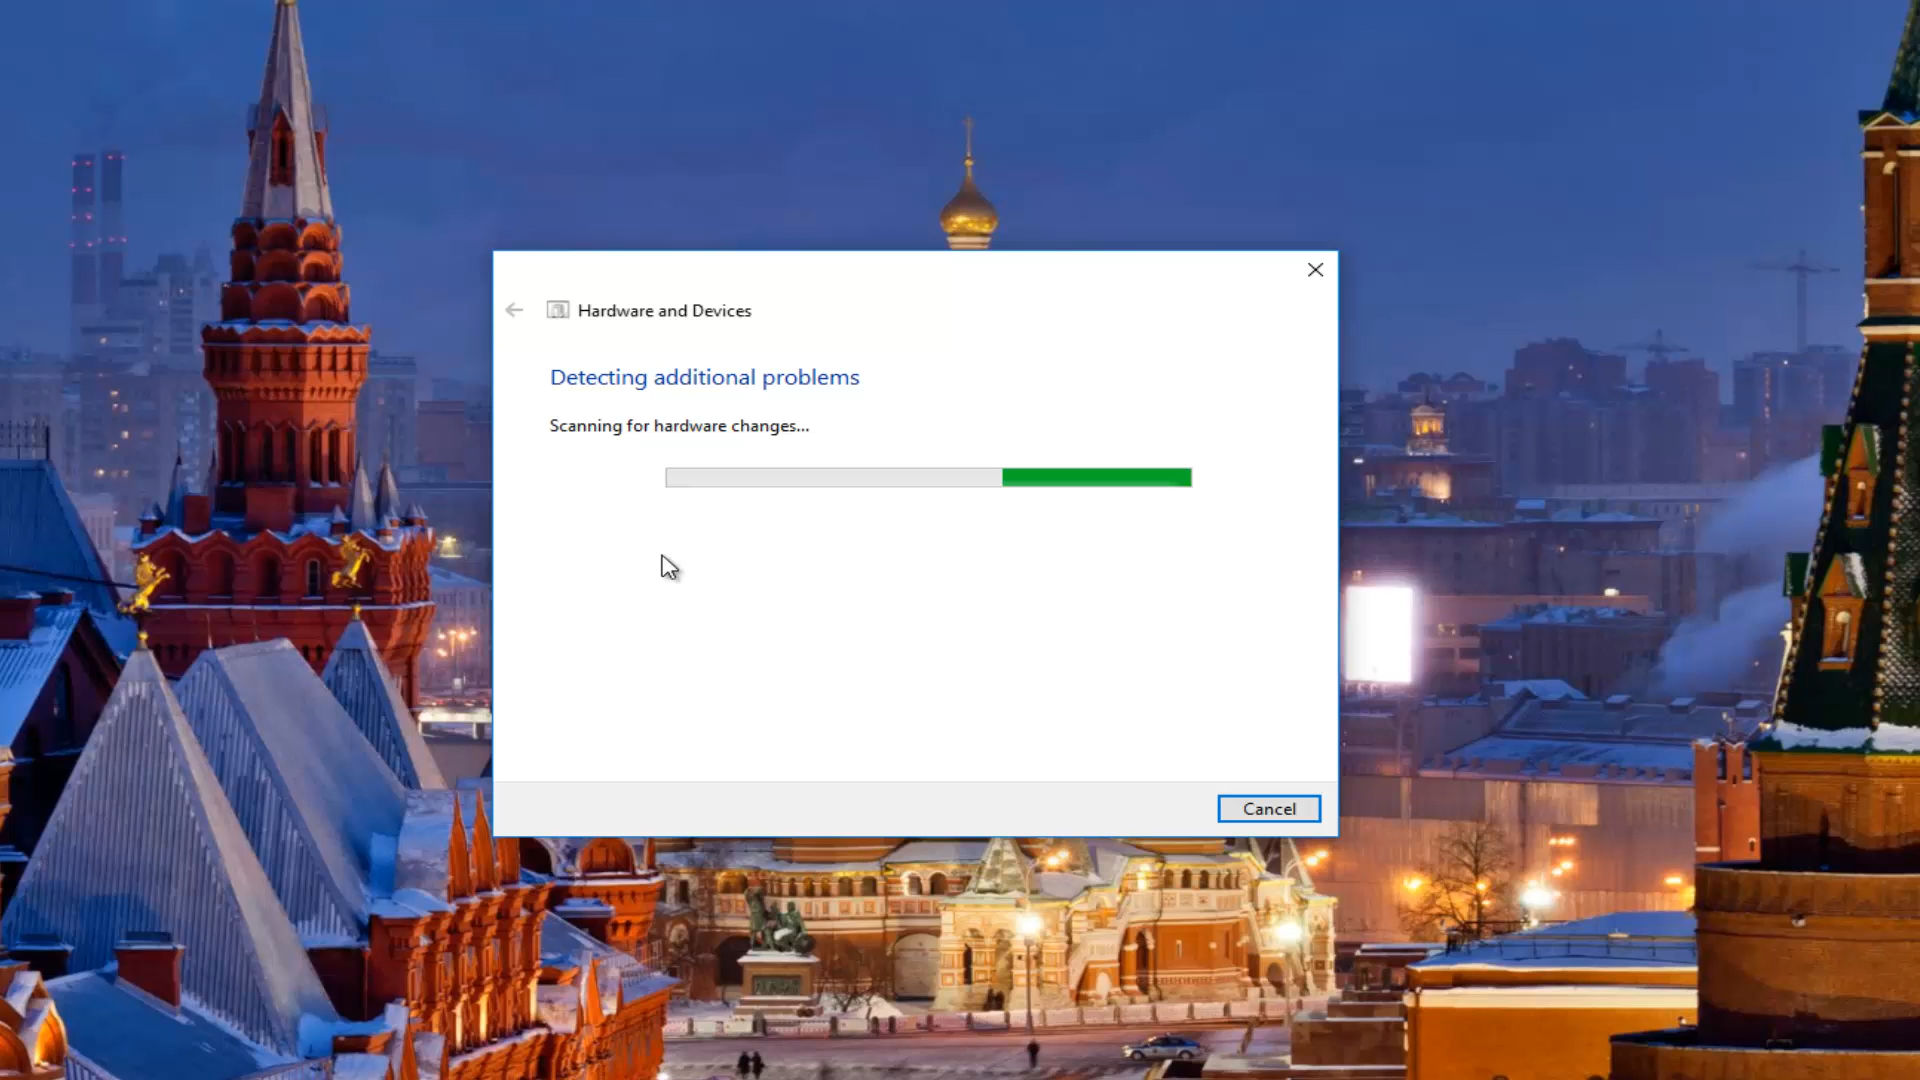 Hardware and Devices
Detecting additional problems
Scanning for hardware changes...
Cancel